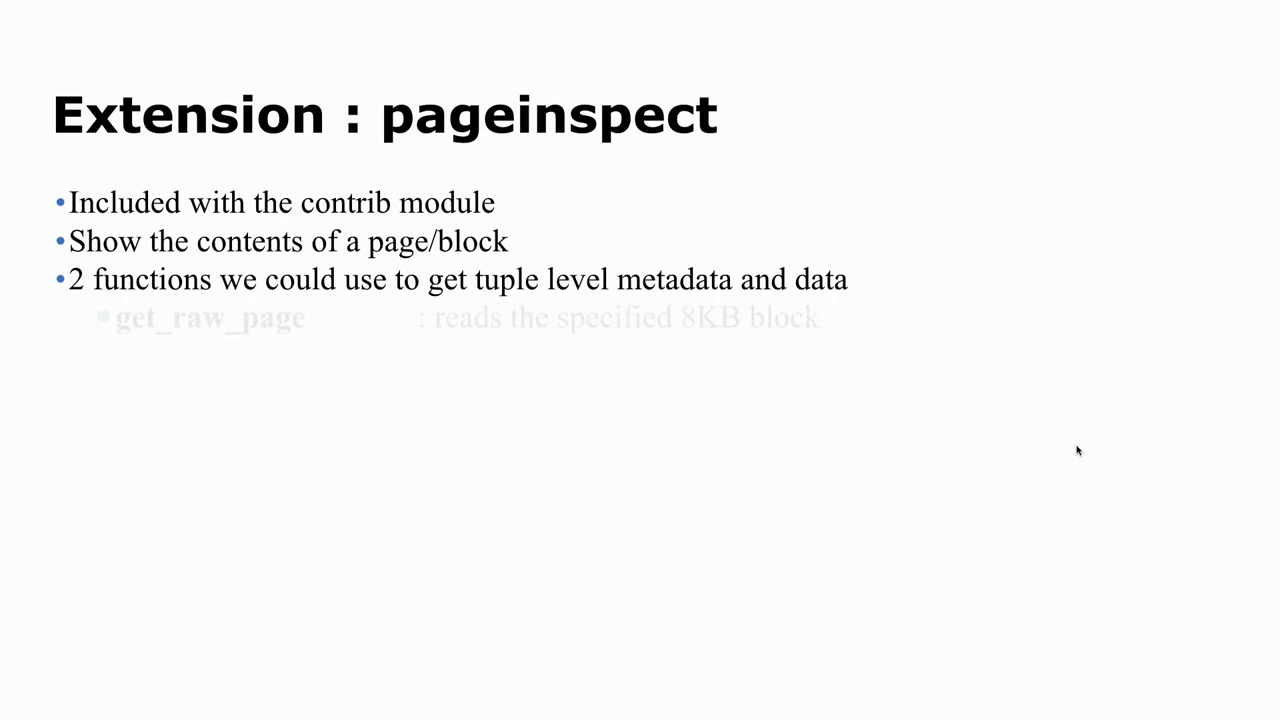 Extension : pageinspect
•Included with the contrib module
•Show the contents of a page/block
•2 functions we could use to get tuple level metadata and data
▪get_raw_page : reads the specified 8KB block